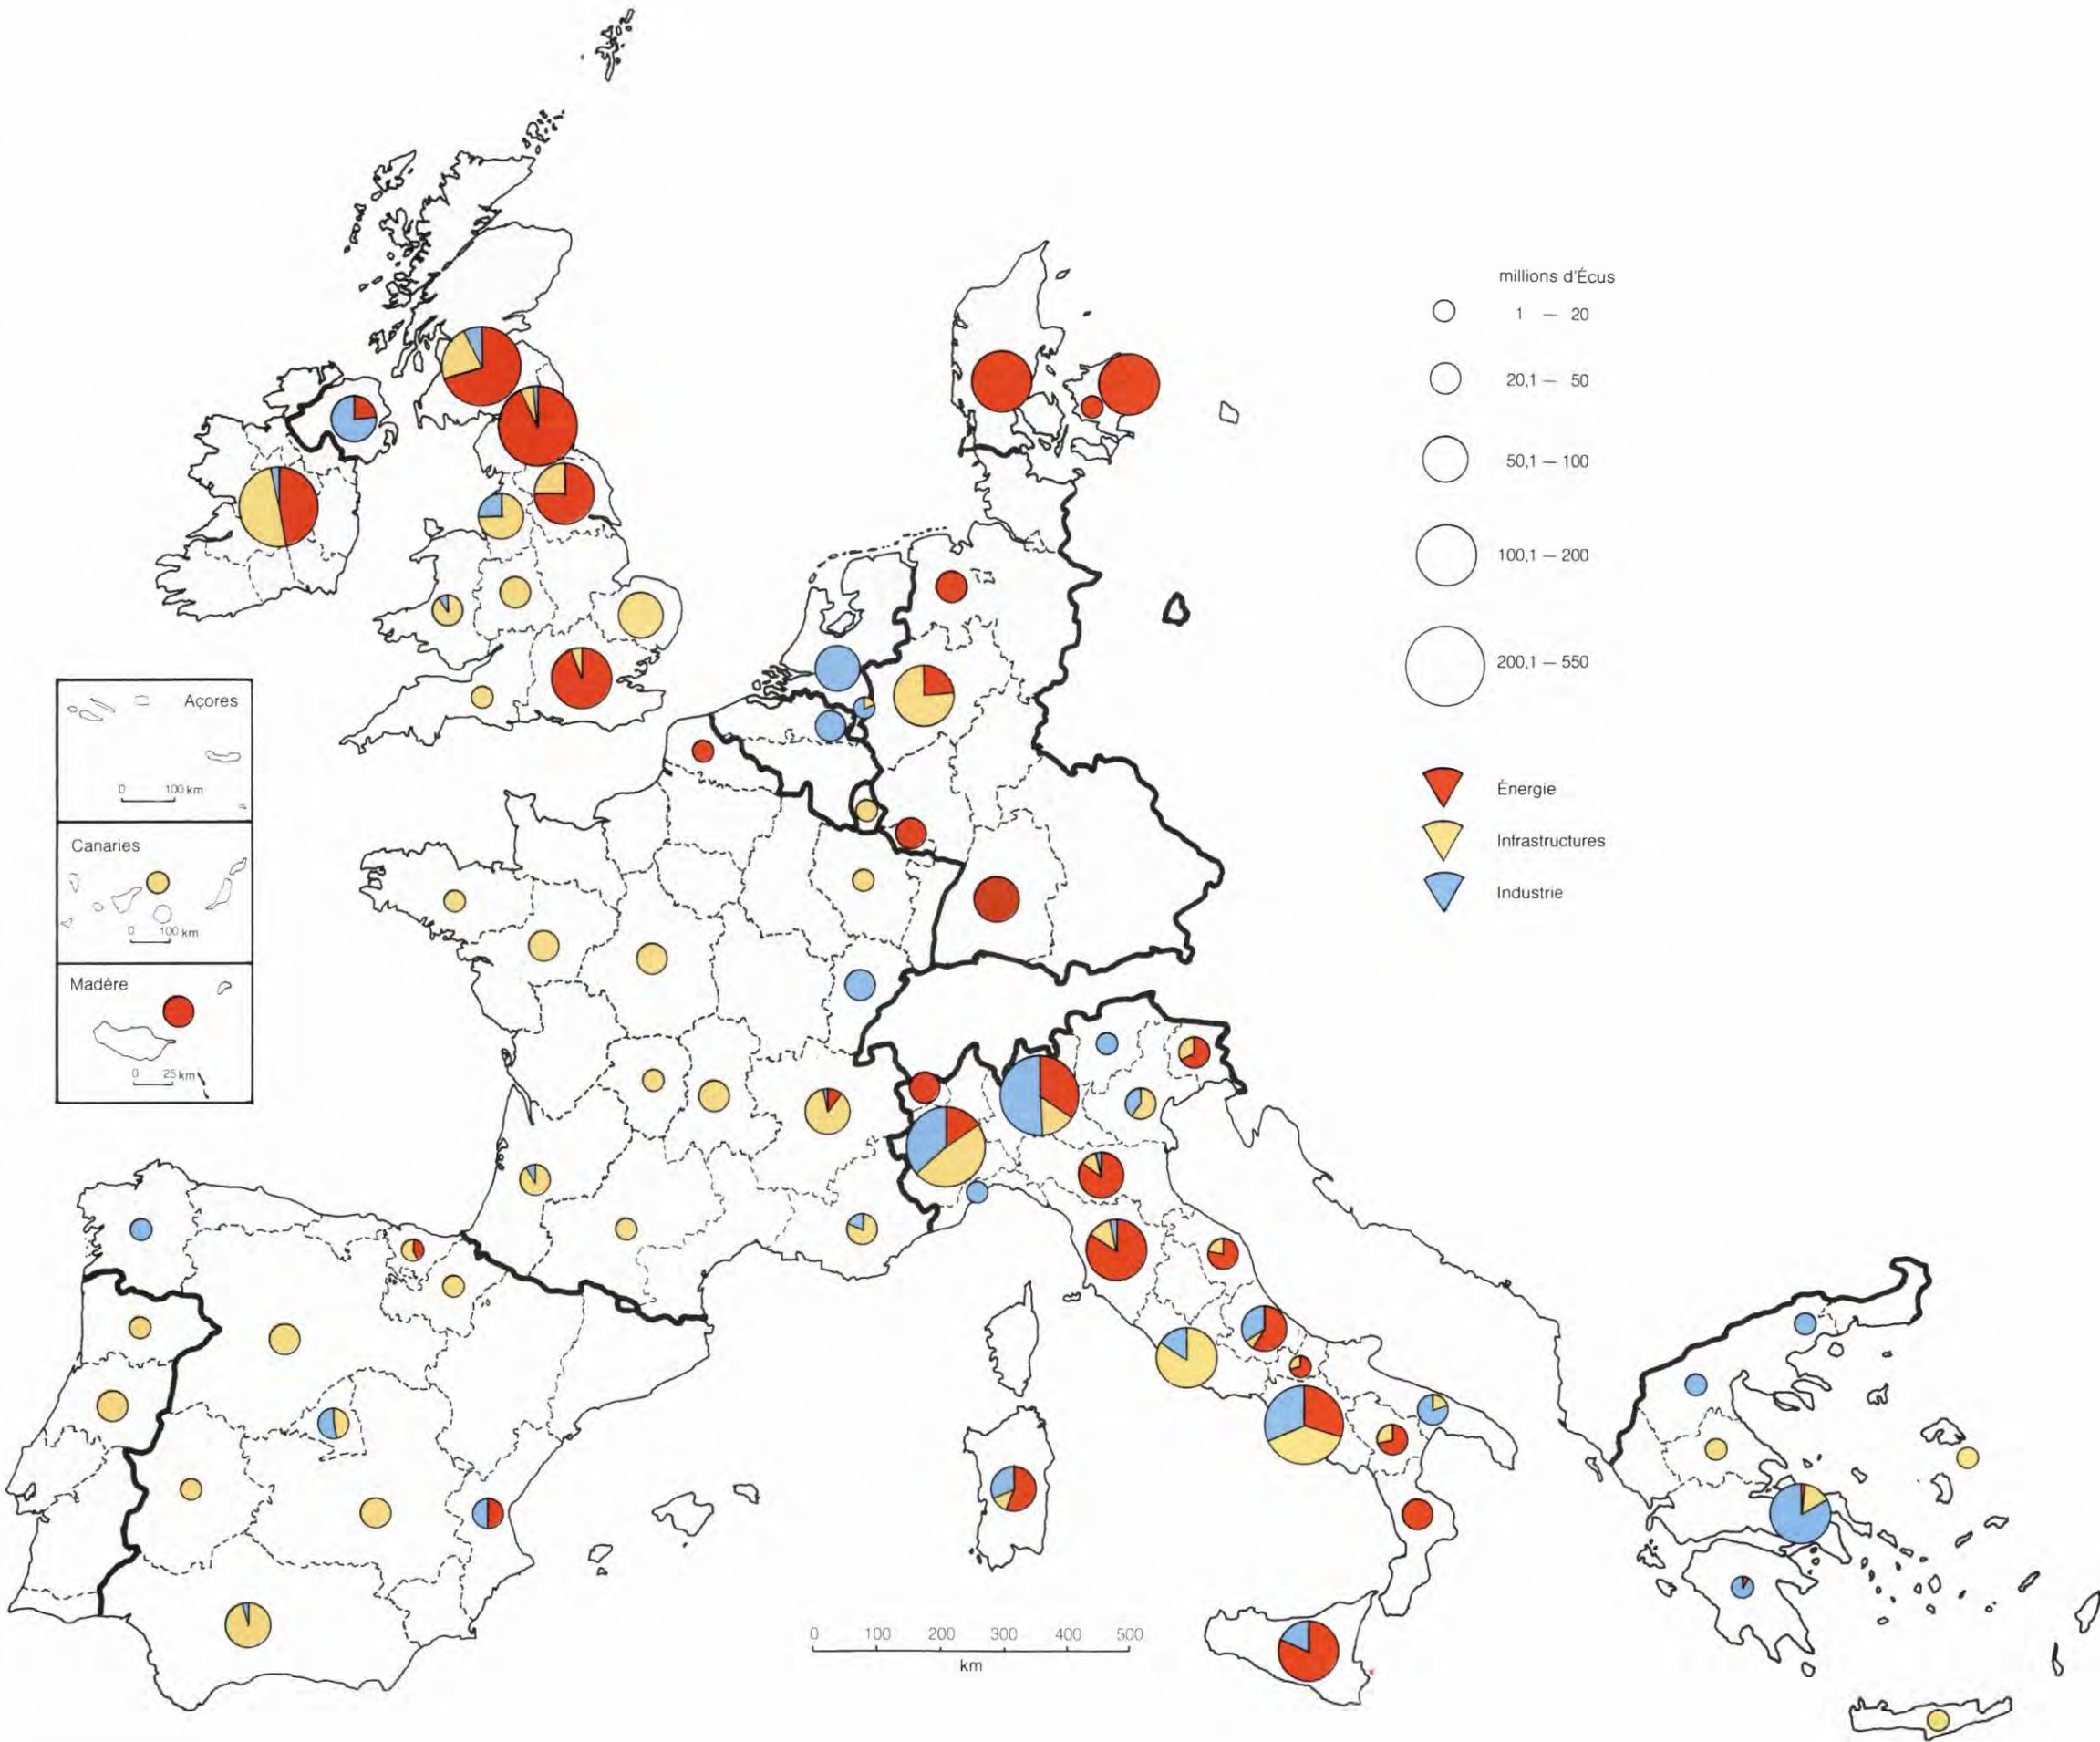 millions d'Écus
1 — 20
20,1 — 50
50,1 — 100
100,1 — 200
200,1 — 550
Énergie
Infrastructures
Industrie
Açores
0 100 km
Canaries
0 100 km
Madère
0 25 km
0 100 200 300 400 500
km